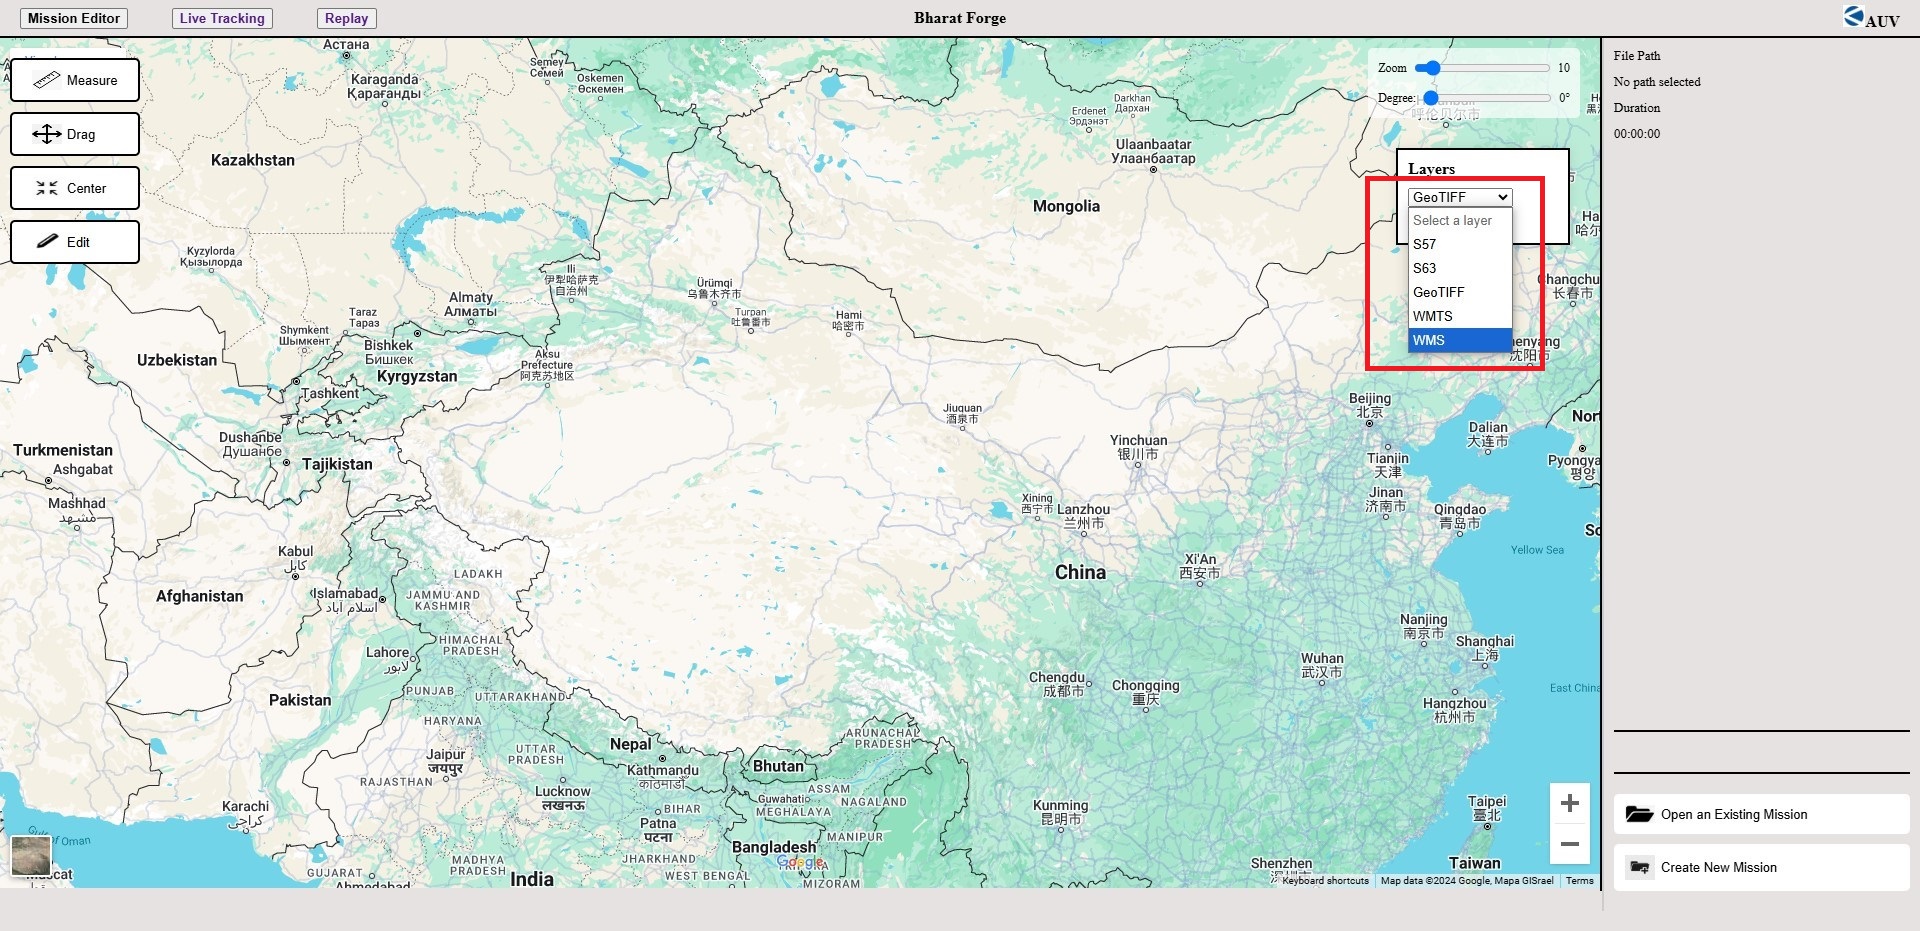 Mission Editor
Live Tracking
Replay
Bharat Forge
AUV
Measure
Drag
Center
Edit
Zoom
10
Degree:
0°
Layers
GeoTIFF
Select a layer
S57
S63
GeoTIFF
WMTS
WMS
File Path
No path selected
Duration
00:00:00
Open an Existing Mission
Create New Mission
Астана
Karaganda
Қарағанды
Semey
Семей
Oskemen
Өскемен
Kazakhstan
Kyzylorda
Қызылорда
Erdenet
Эрдэнэт
Darkhan
Дархан
Ulaanbaatar
Улаанбаатар
呼伦贝尔市
Mongolia
Ili
伊犁哈萨克
自治州
Ürümqi
乌鲁木齐市
Turpan
吐鲁番市
Hami
哈密市
Almaty
Алматы
Taraz
Тараз
Shymkent
Шымкент
Bishkek
Бишкек
Uzbekistan
Kyrgyzstan
Aksu
Prefecture
阿克苏地区
Tashkent
Changchu
长春市
henyang
沈阳市
Jiuquan
酒泉市
Beijing
北京
Dalian
大连市
Nort
Pyongya
평양
Turkmenistan
Ashgabat
Mashhad
مشهد
Dushanbe
Душанбе
Tajikistan
Yinchuan
银川市
Tianjin
天津
Jinan
济南市
Qingdao
青岛市
Xining
西宁市
Lanzhou
兰州市
Yellow Sea
Kabul
کابل
Afghanistan
Islamabad
اسلام آباد
LADAKH
JAMMU AND
KASHMIR
China
Xi'An
西安市
HIMACHAL
PRADESH
Lahore
لاہور
Nanjing
南京市
Shanghai
上海
Wuhan
武汉市
Chengdu
成都市
Chongqing
重庆
East China
Hangzhou
杭州市
Pakistan
PUNJAB
UTTARAKHAND
HARYANA
UTTAR
PRADESH
Nepal
Kathmandu
काठमाडौं
Bhutan
ARUNACHAL
PRADESH
Jaipur
जयपुर
RAJASTHAN
Lucknow
लखनऊ
BIHAR
Patna
पटना
Guwahati
ASSAM
NAGALAND
MEGHALAYA
MANIPUR
Karachi
کراچی
Gulf of Oman
Muscat
Kunming
昆明市
Taipei
臺北
Bangladesh
Google
MIZORAM
JHARKHAND
WEST BENGAL
MADHYA
PRADESH
GUJARAT
Ahmedabad
India
Shenzhen
Taiwan
Keyboard shortcuts
Map data ©2024 Google, Mapa GISrael
Terms